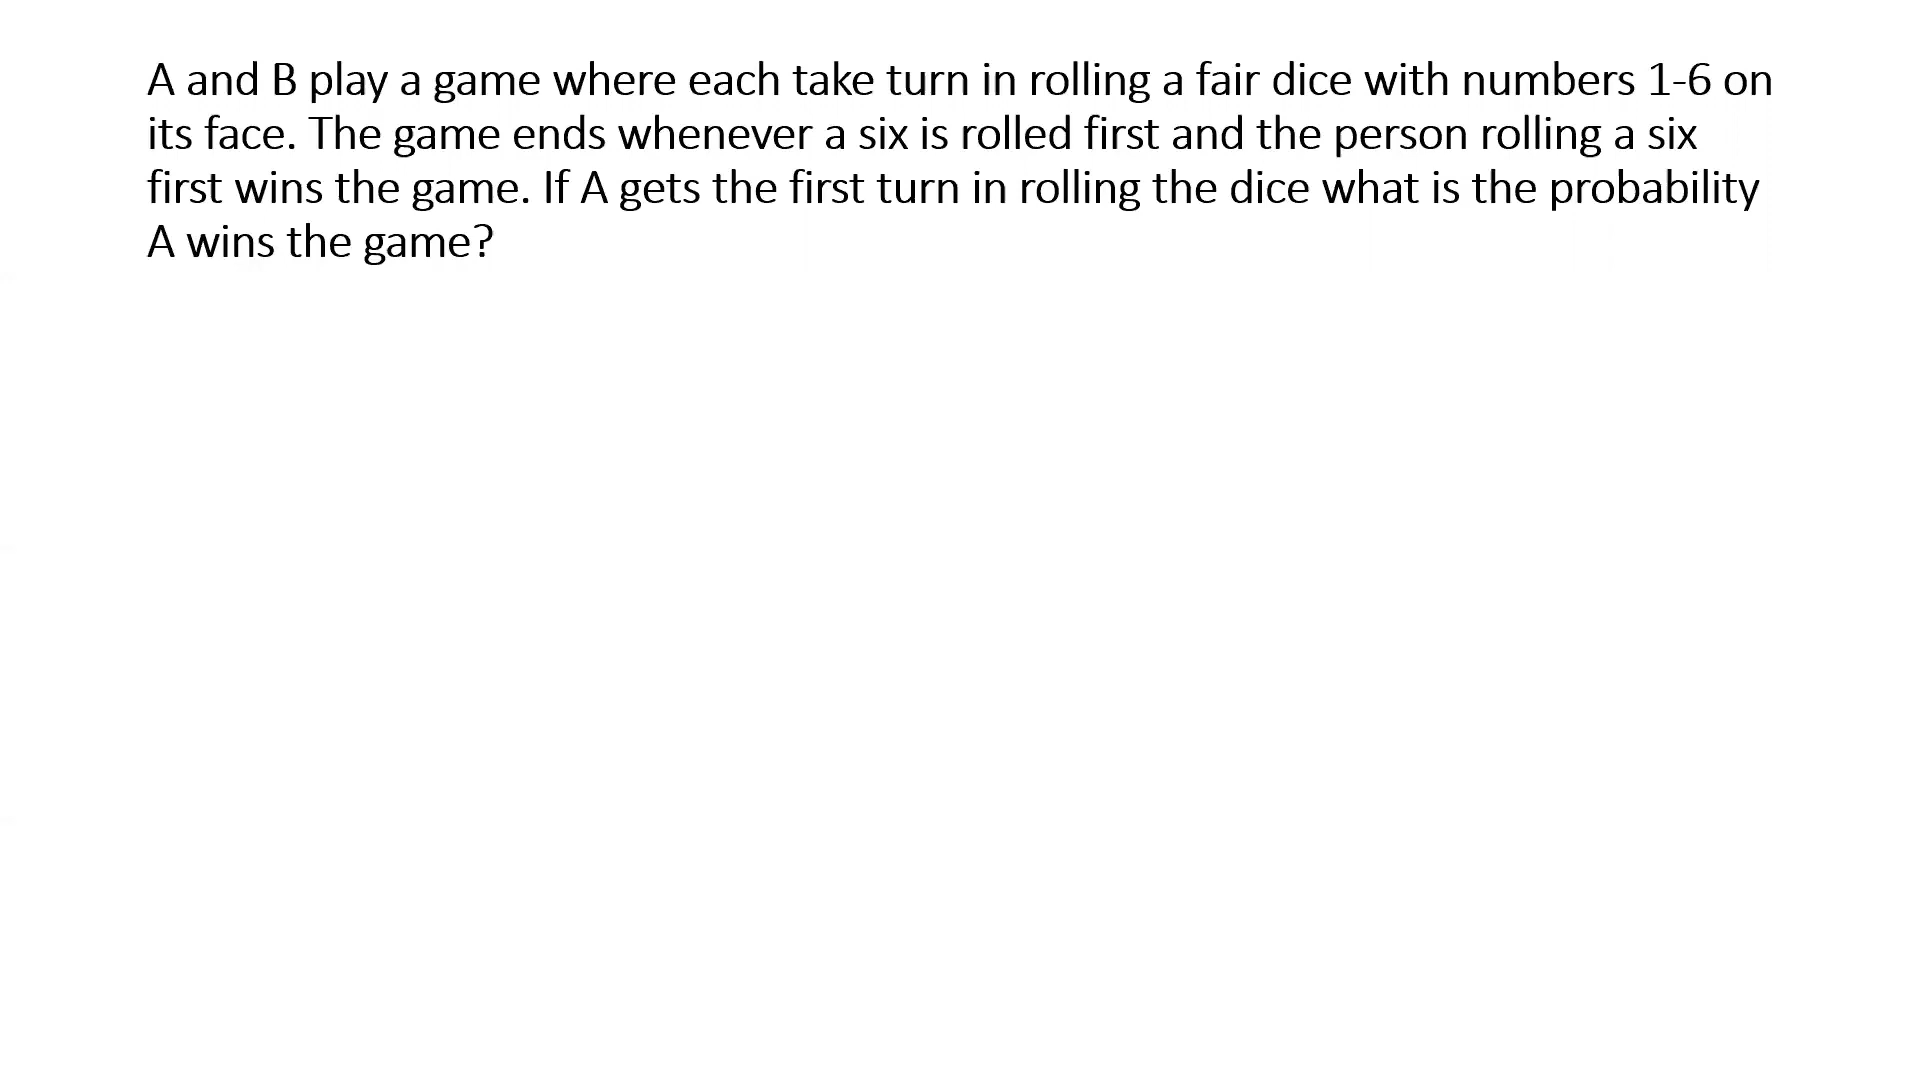 A and B play a game where each take turn in rolling a fair dice with numbers 1-6 on
its face. The game ends whenever a six is rolled first and the person rolling a six
first wins the game. If A gets the first turn in rolling the dice what is the probability
A wins the game?